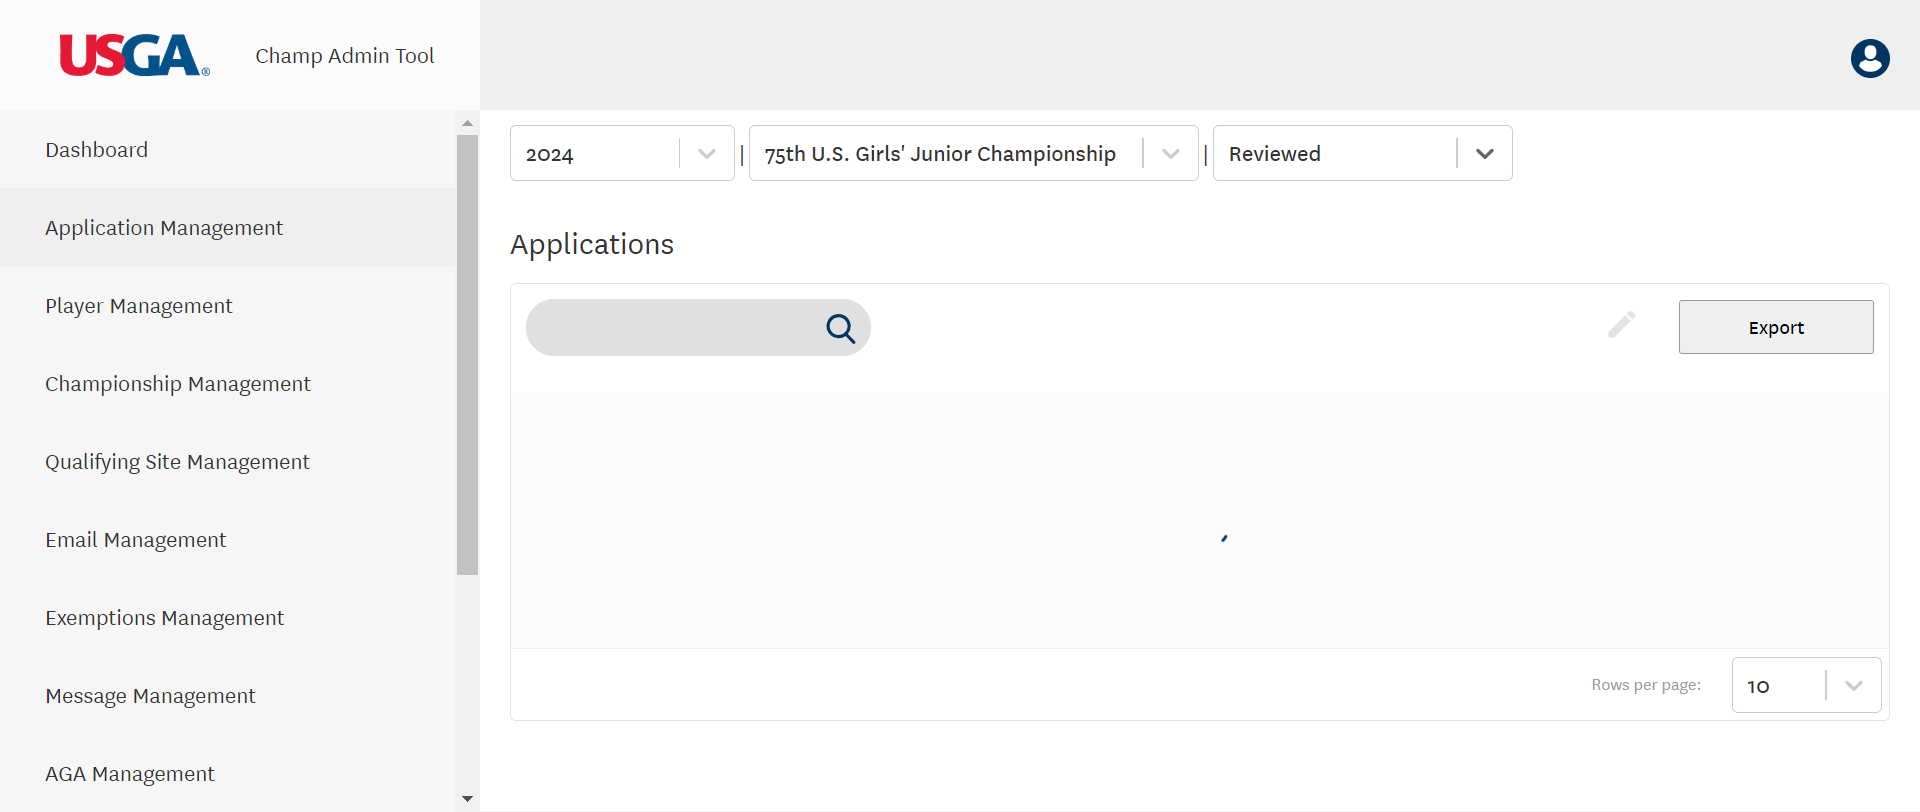 USGA®
Champ Admin Tool
Dashboard
Application Management
Player Management
Championship Management
Qualifying Site Management
Email Management
Exemptions Management
Message Management
AGA Management
2024 | 75th U.S. Girls' Junior Championship | Reviewed
Applications
Export
Rows per page: 10